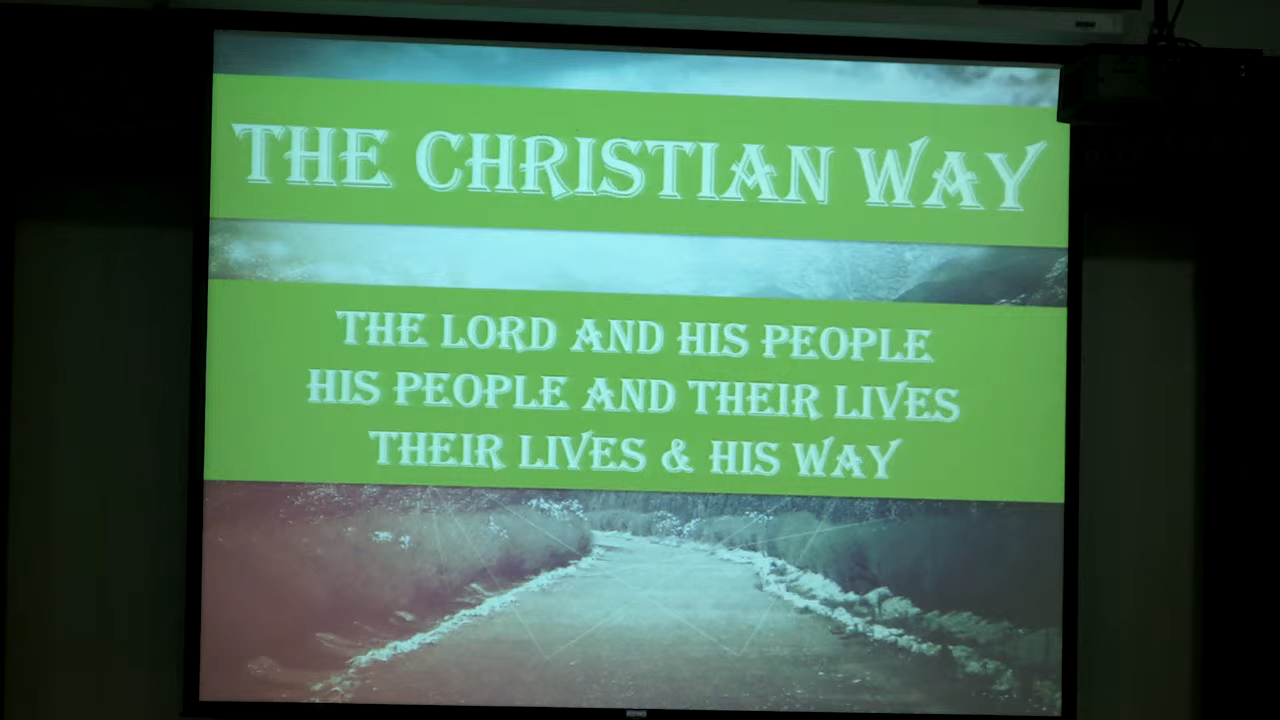 THE CHRISTIAN WAY
THE LORD AND HIS PEOPLE
HIS PEOPLE AND THEIR LIVES
THEIR LIVES & HIS WAY